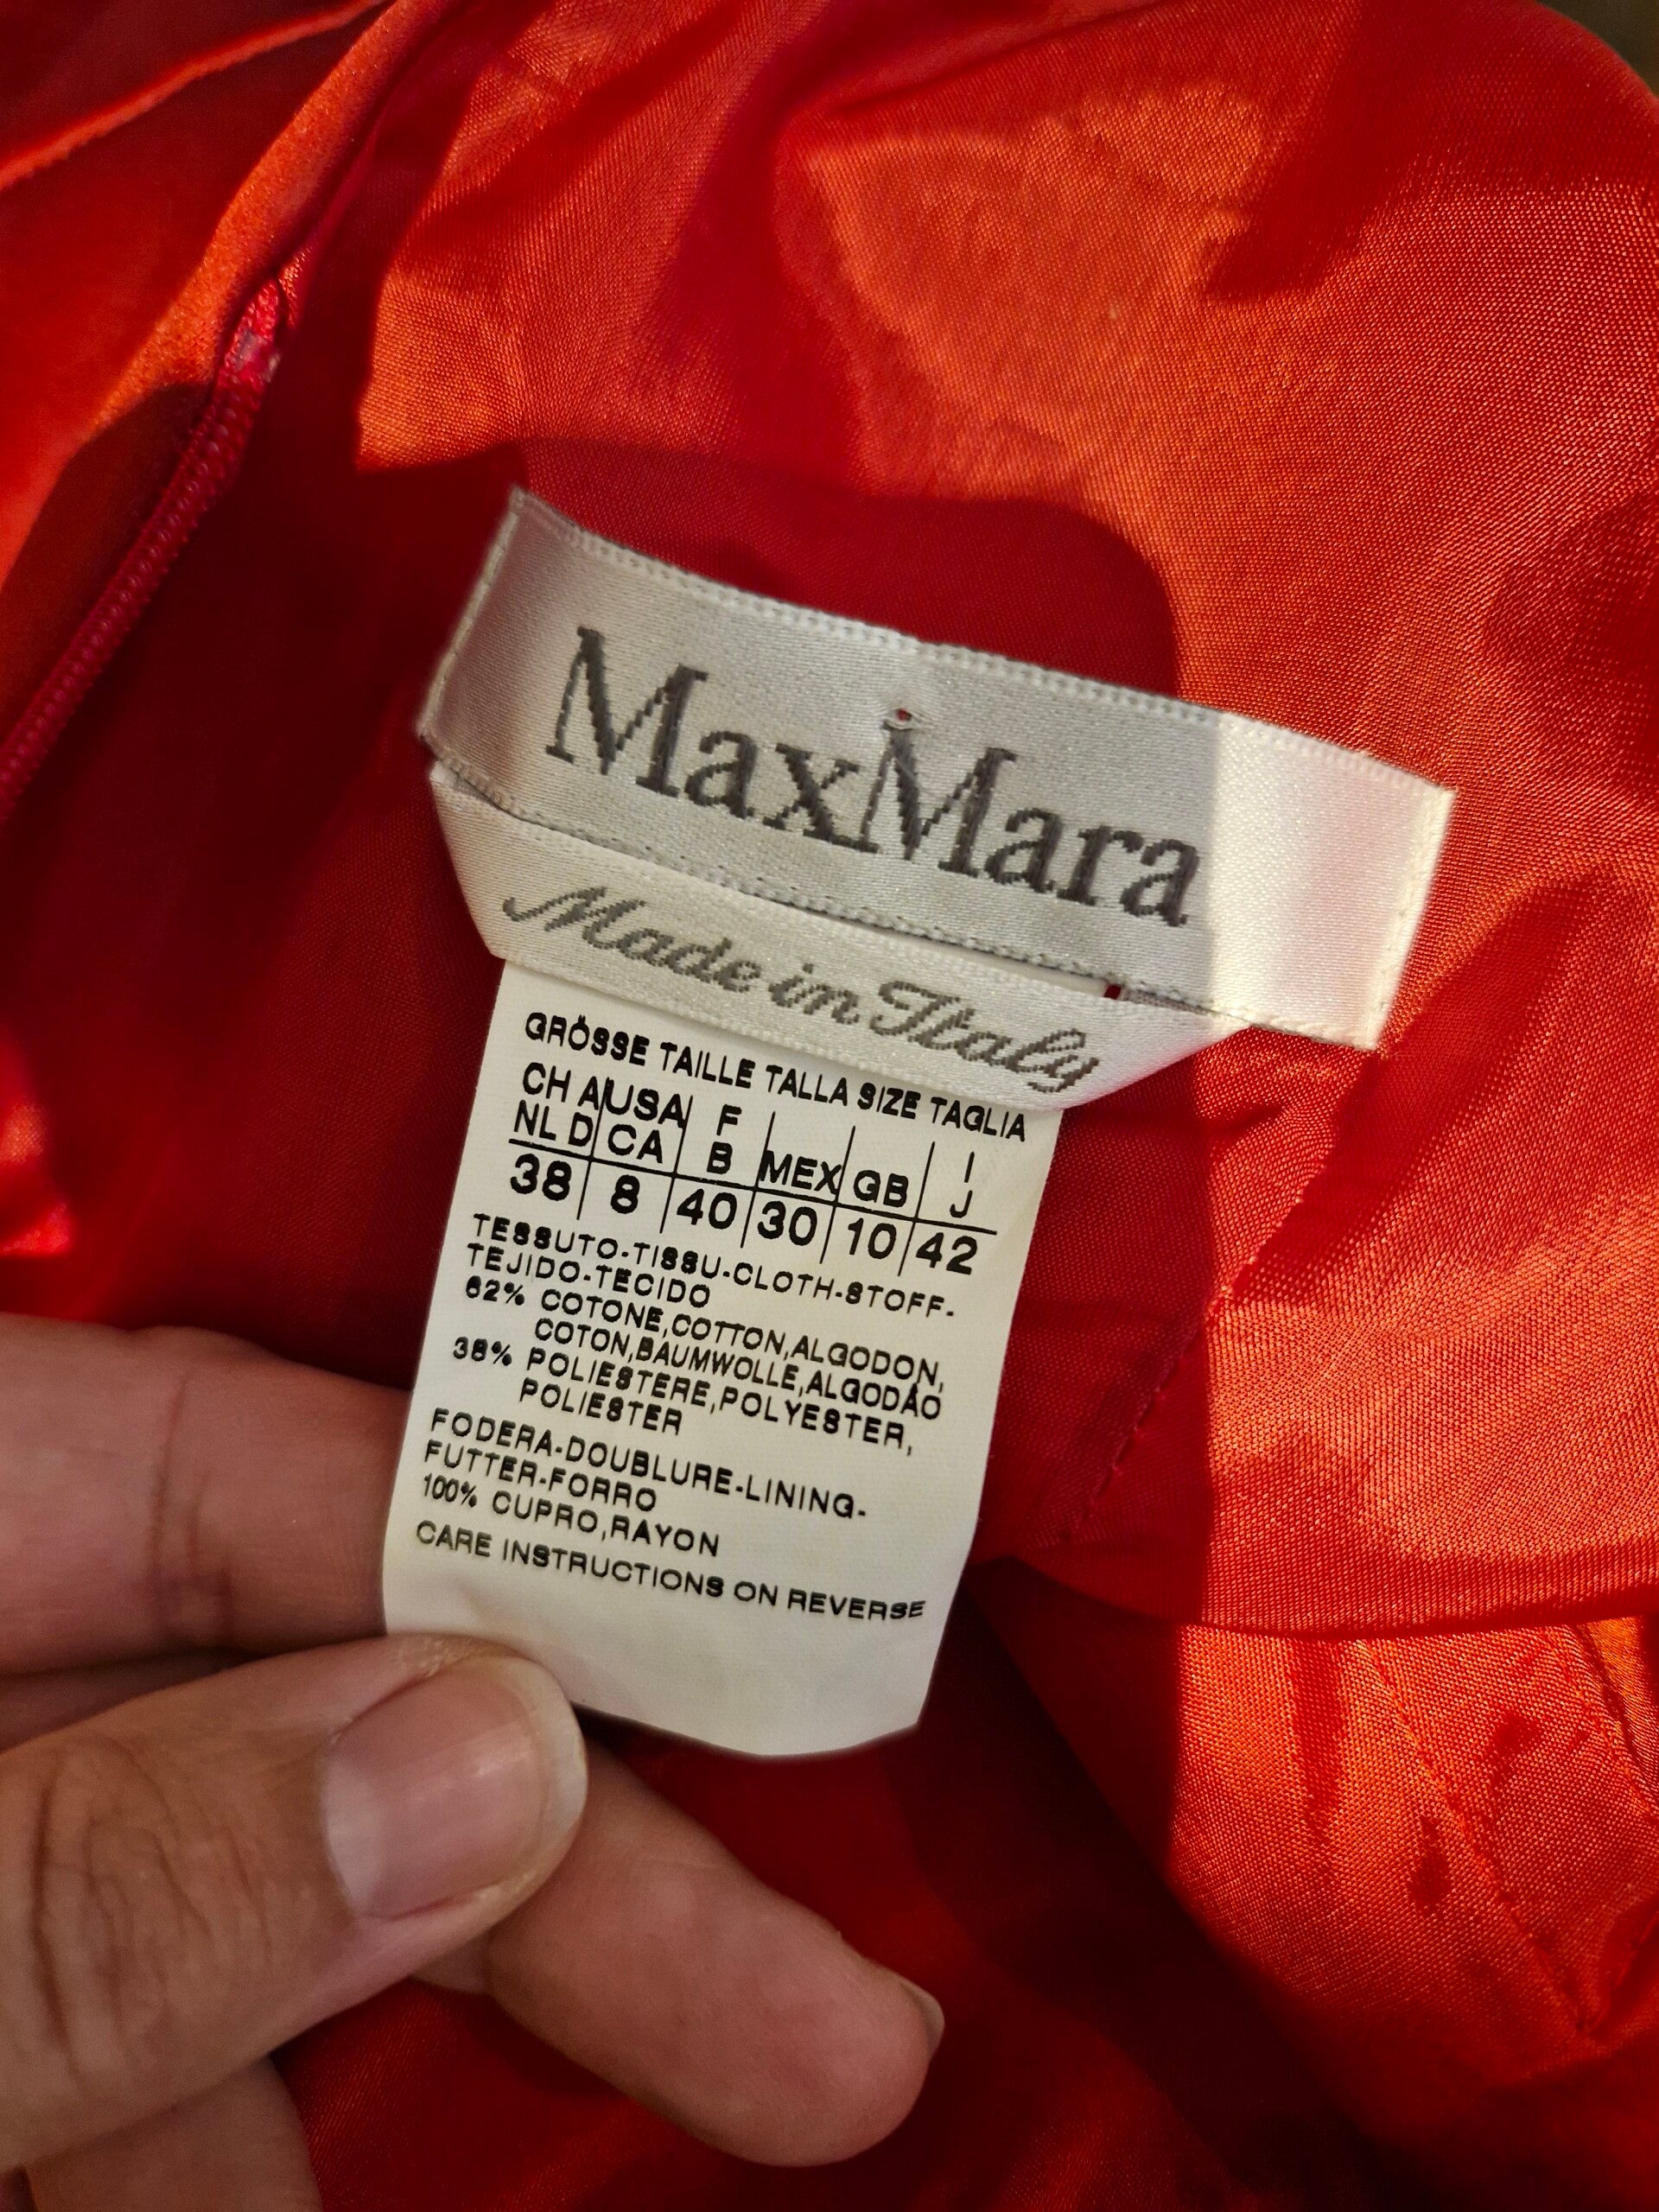 MaxMara
Made in Italy
GRÖSSE TAILLE TALLA SIZE TAGLIA
CH A USA F I
NL D CA B MEX GB J
38 8 40 30 10 42
TESSUTO-TISSU-CLOTH-STOFF-
TEJIDO-TECIDO
62% COTONE,COTTON,ALGODON,
COTON,BAUMWOLLE,ALGODÃO
38% POLIESTERE,POLYESTER,
POLIESTER
FODERA-DOUBLURE-LINING-
FUTTER-FORRO
100% CUPRO,RAYON
CARE INSTRUCTIONS ON REVERSE